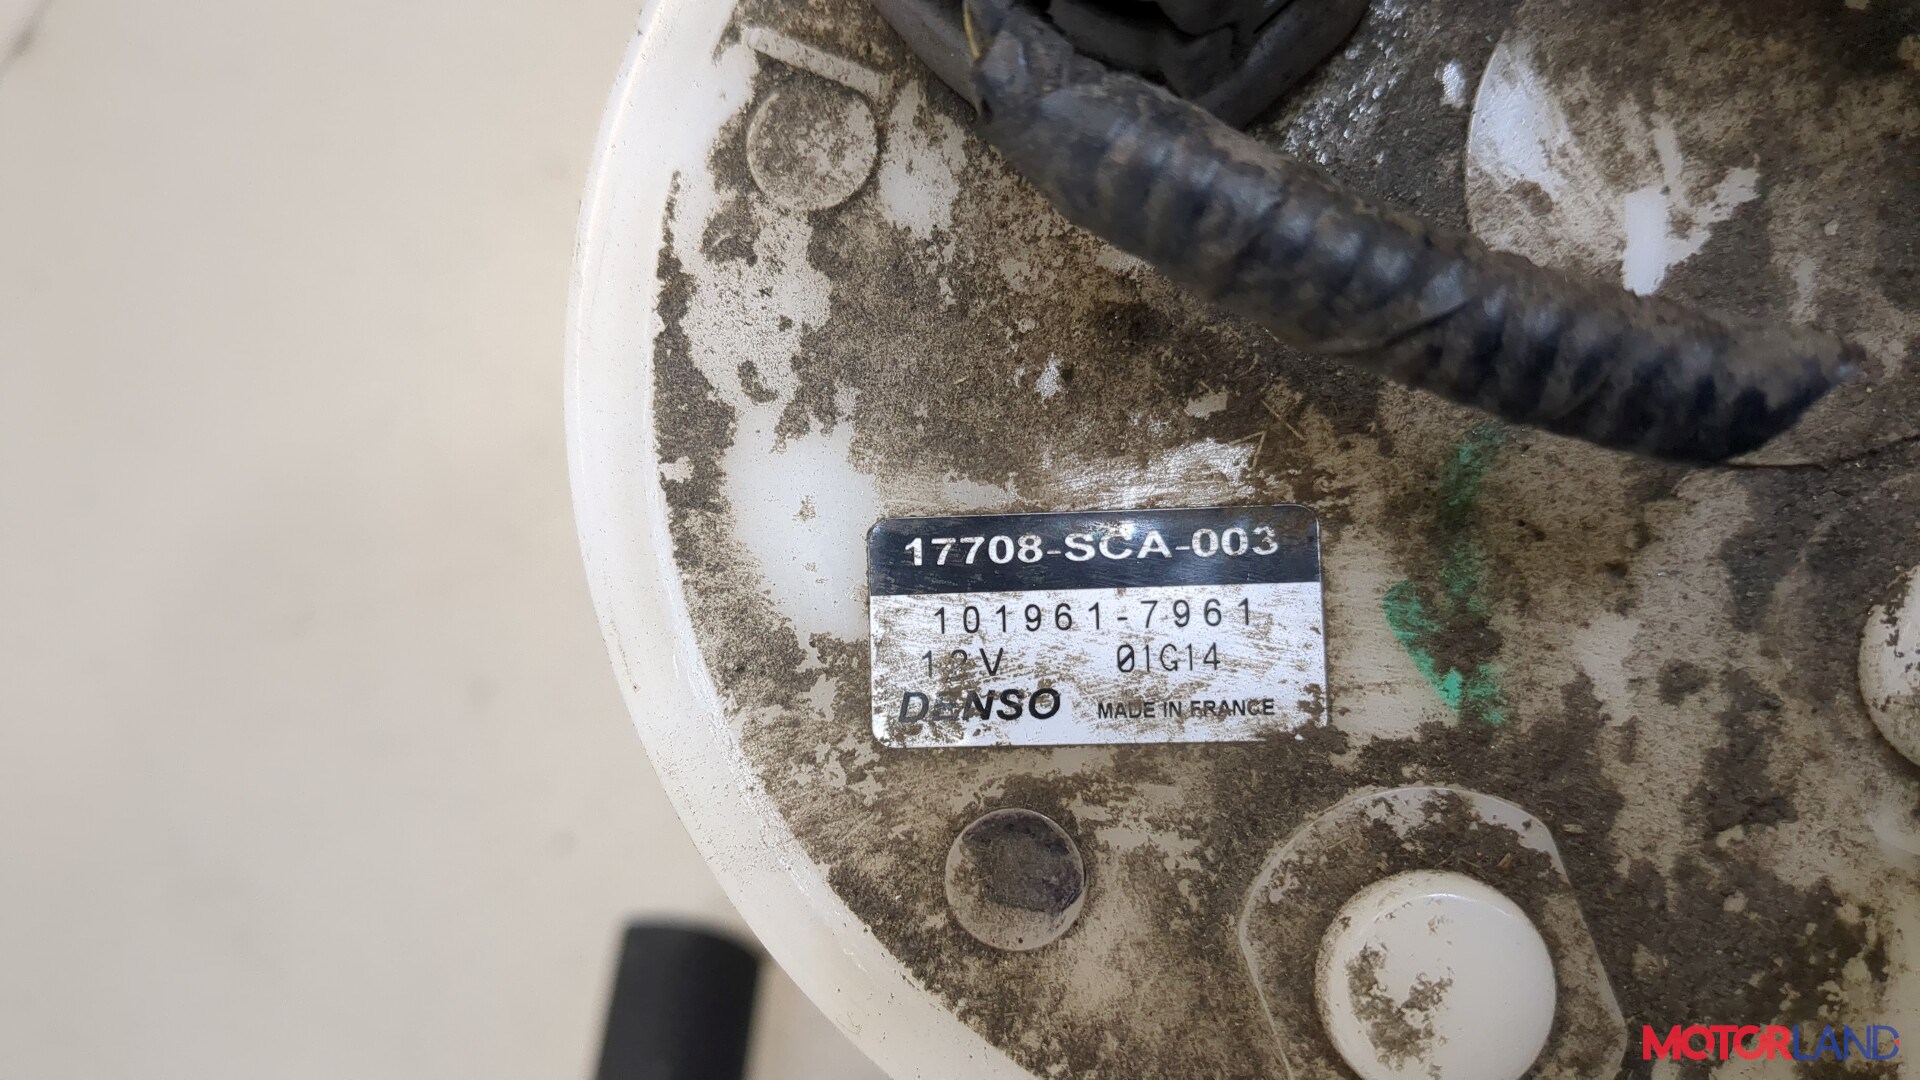 17708-SCA-003
101961-7961
12V 01G14
DENSO MADE IN FRANCE
MOTORLAND